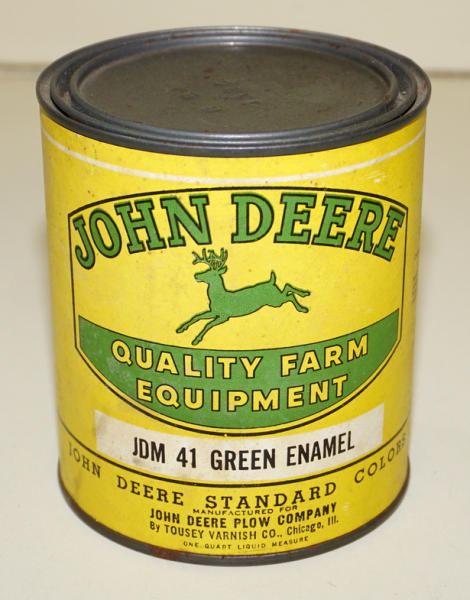 JOHN DEERE
QUALITY FARM
EQUIPMENT
JDM 41 GREEN ENAMEL
JOHN DEERE STANDARD COLORS
MANUFACTURED FOR
JOHN DEERE PLOW COMPANY
By TOUSEY VARNISH CO., Chicago, Ill.
ONE QUART LIQUID MEASURE